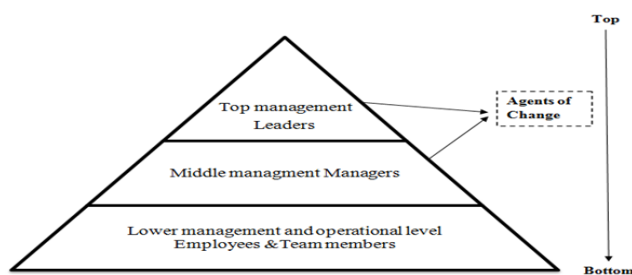 Top
Top management
Leaders
Agents of
Change
Middle managment Managers
Lower management and operational level
Employees & Team members
Bottom